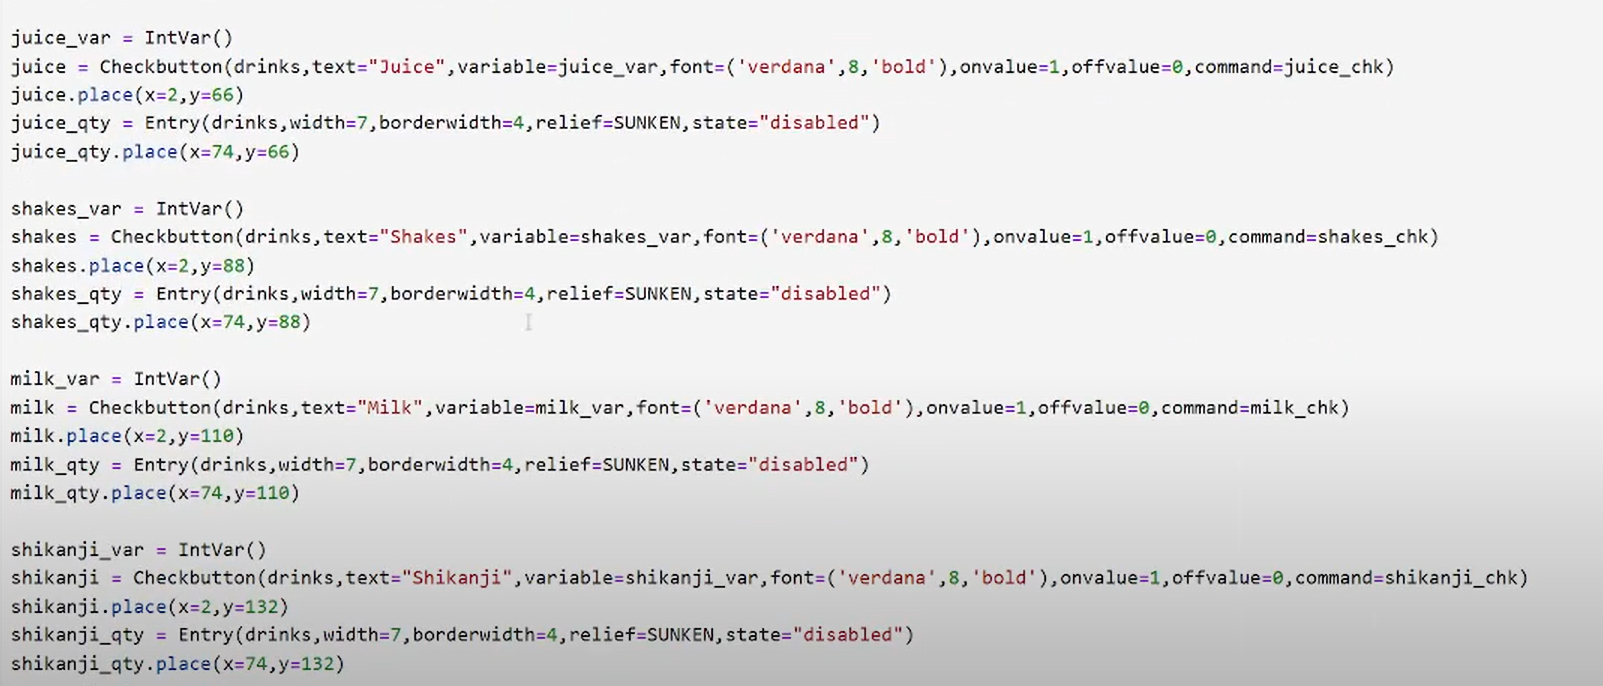 juice_var = IntVar()
juice = Checkbutton(drinks,text="Juice",variable=juice_var,font=('verdana',8,'bold'),onvalue=1,offvalue=0,command=juice_chk)
juice.place(x=2,y=66)
juice_qty = Entry(drinks,width=7,borderwidth=4,relief=SUNKEN,state="disabled")
juice_qty.place(x=74,y=66)
shakes_var = IntVar()
shakes = Checkbutton(drinks,text="Shakes",variable=shakes_var,font=('verdana',8,'bold'),onvalue=1,offvalue=0,command=shakes_chk)
shakes.place(x=2,y=88)
shakes_qty = Entry(drinks,width=7,borderwidth=4,relief=SUNKEN,state="disabled")
shakes_qty.place(x=74,y=88)
milk_var = IntVar()
milk = Checkbutton(drinks,text="Milk",variable=milk_var,font=('verdana',8,'bold'),onvalue=1,offvalue=0,command=milk_chk)
milk.place(x=2,y=110)
milk_qty = Entry(drinks,width=7,borderwidth=4,relief=SUNKEN,state="disabled")
milk_qty.place(x=74,y=110)
shikanji_var = IntVar()
shikanji = Checkbutton(drinks,text="Shikanji",variable=shikanji_var,font=('verdana',8,'bold'),onvalue=1,offvalue=0,command=shikanji_chk)
shikanji.place(x=2,y=132)
shikanji_qty = Entry(drinks,width=7,borderwidth=4,relief=SUNKEN,state="disabled")
shikanji_qty.place(x=74,y=132)